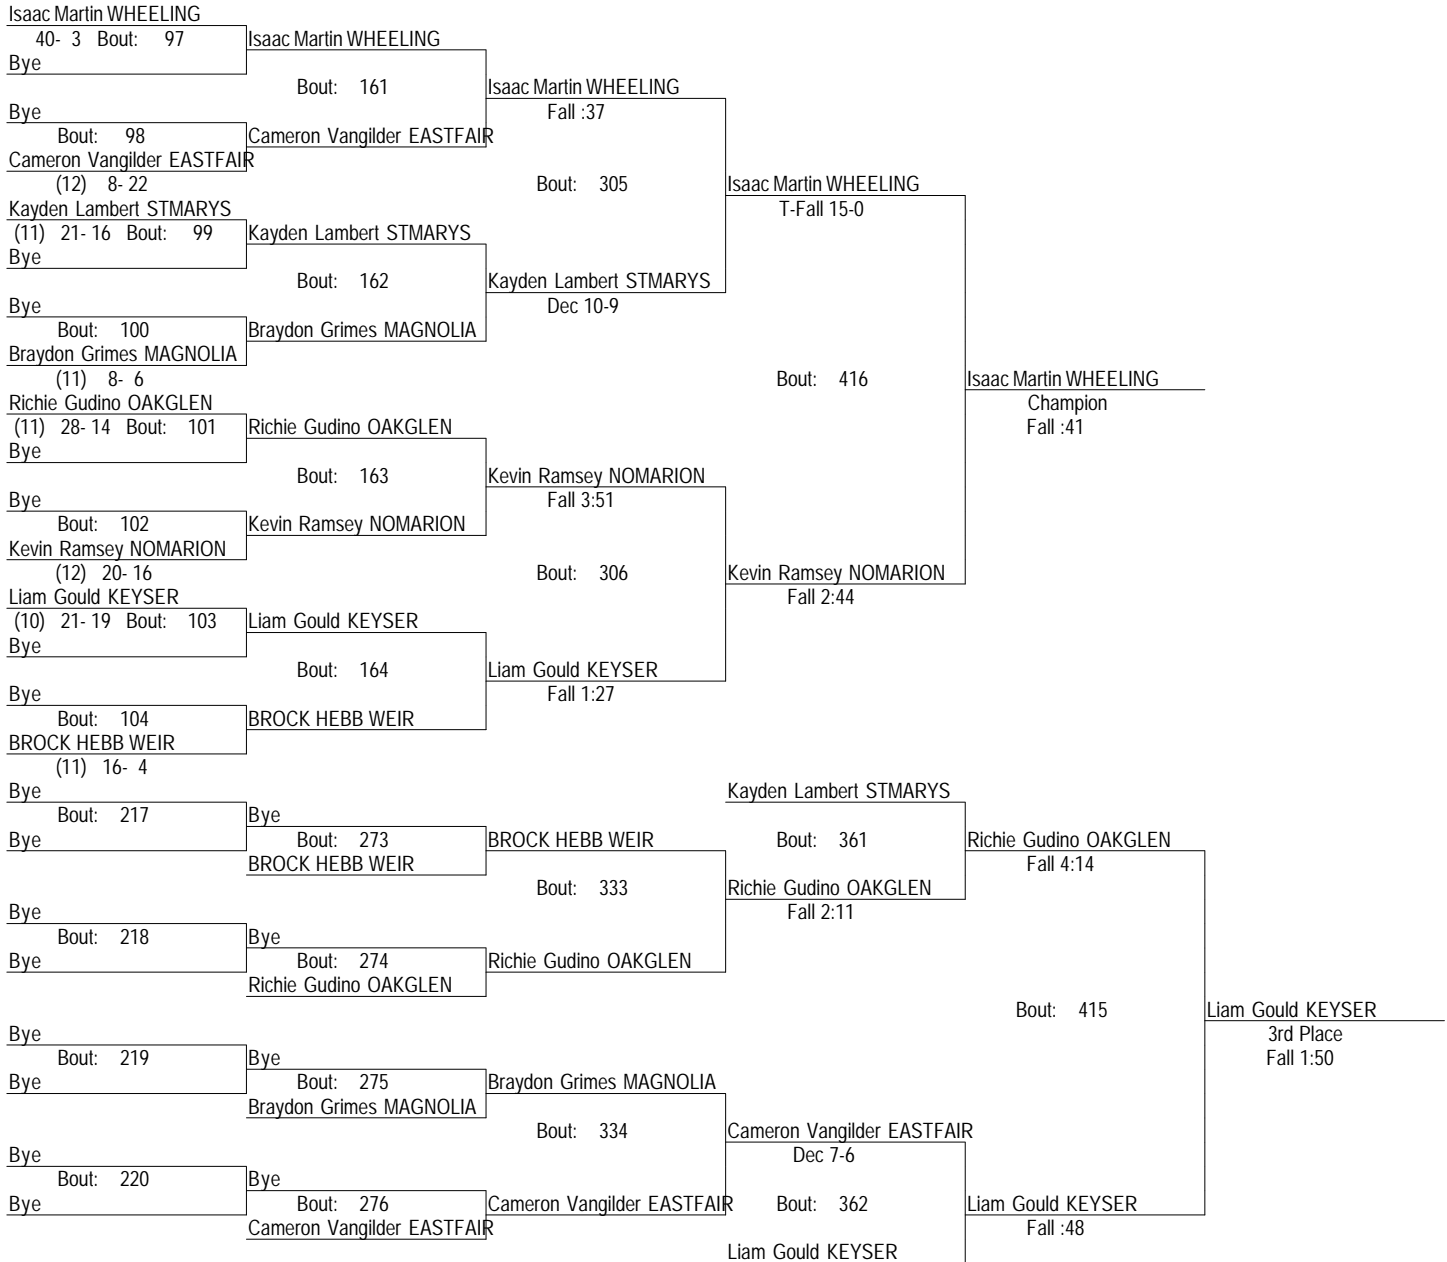 Isaac Martin WHEELING
40- 3 Bout: 97 Isaac Martin WHEELING
Bye
Bout: 161 Isaac Martin WHEELING
Bye Fall :37
Bout: 98 Cameron Vangilder EASTFAIR
Cameron Vangilder EASTFAIR
(12) 8- 22 Bout: 305 Isaac Martin WHEELING
Kayden Lambert STMARYS T-Fall 15-0
(11) 21- 16 Bout: 99 Kayden Lambert STMARYS
Bye
Bout: 162 Kayden Lambert STMARYS
Bye Dec 10-9
Bout: 100 Braydon Grimes MAGNOLIA
Braydon Grimes MAGNOLIA
(11) 8- 6 Bout: 416 Isaac Martin WHEELING
Richie Gudino OAKGLEN Champion
(11) 28- 14 Bout: 101 Richie Gudino OAKGLEN Fall :41
Bye
Bout: 163 Kevin Ramsey NOMARION
Bye Fall 3:51
Bout: 102 Kevin Ramsey NOMARION
Kevin Ramsey NOMARION
(12) 20- 16 Bout: 306 Kevin Ramsey NOMARION
Liam Gould KEYSER Fall 2:44
(10) 21- 19 Bout: 103 Liam Gould KEYSER
Bye
Bout: 164 Liam Gould KEYSER
Bye Fall 1:27
Bout: 104 BROCK HEBB WEIR
BROCK HEBB WEIR
(11) 16- 4
Bye Kayden Lambert STMARYS
Bout: 217 Bye
Bye Bout: 273 BROCK HEBB WEIR Bout: 361 Richie Gudino OAKGLEN
BROCK HEBB WEIR Fall 4:14
Bout: 333 Richie Gudino OAKGLEN
Bye Fall 2:11
Bout: 218 Bye
Bye Bout: 274 Richie Gudino OAKGLEN
Richie Gudino OAKGLEN
Bout: 415 Liam Gould KEYSER
Bye 3rd Place
Bout: 219 Bye Fall 1:50
Bye Bout: 275 Braydon Grimes MAGNOLIA
Braydon Grimes MAGNOLIA
Bout: 334 Cameron Vangilder EASTFAIR
Bye Dec 7-6
Bout: 220 Bye
Bye Bout: 276 Cameron Vangilder EASTFAIR Bout: 362 Liam Gould KEYSER
Cameron Vangilder EASTFAIR Fall :48
Liam Gould KEYSER